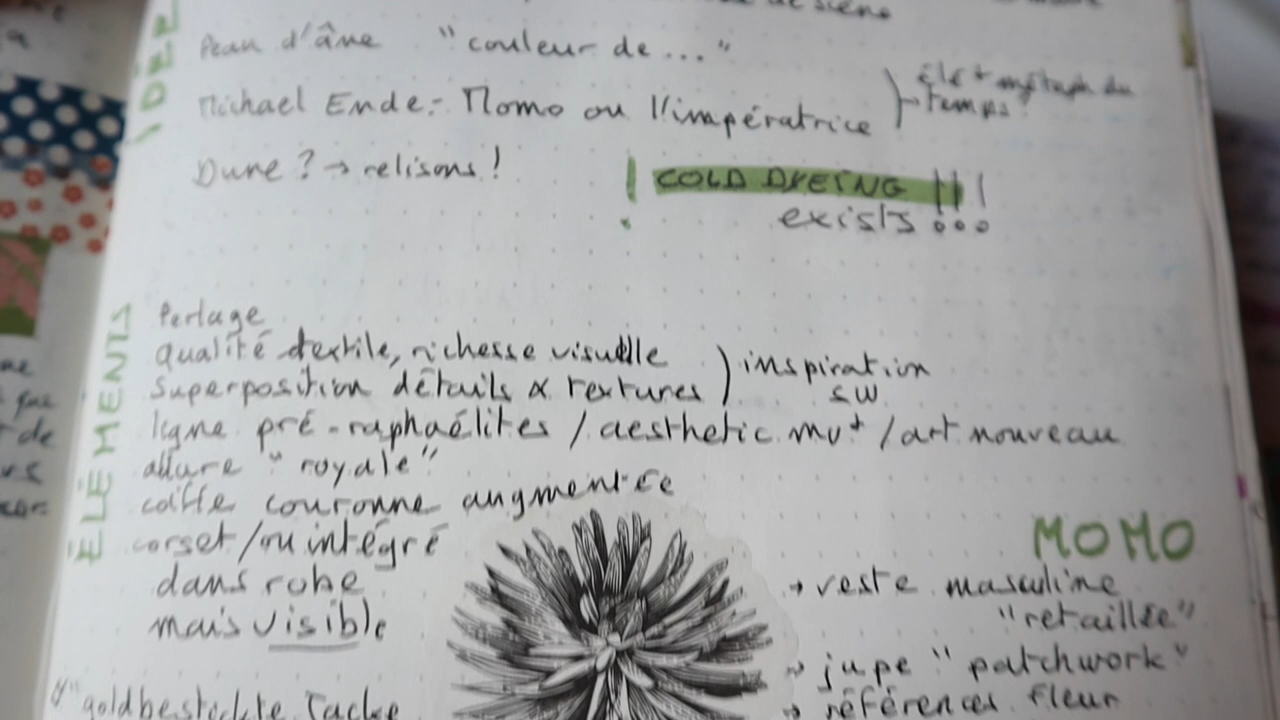 IDÉE
Peau d'âne "couleur de..."
Michael Ende:- Momo ou l'impératrice
temps
Dune? → relisons!
! COLD DYEING !!!
exists
ÉLÉMENTS
Perlage
qualité textile, richesse visuelle
superposition détails & textures
inspiration
SW
ligne pré-raphaélites / aesthetic mvt / art nouveau
allure "royale"
coiffe couronne augmentée
corset/ou intégré
dans robe
mais visible
"goldbestickte Jacke
MOMO
→ veste masculine
"retaillée"
→ jupe "patchwork"
→ références fleur